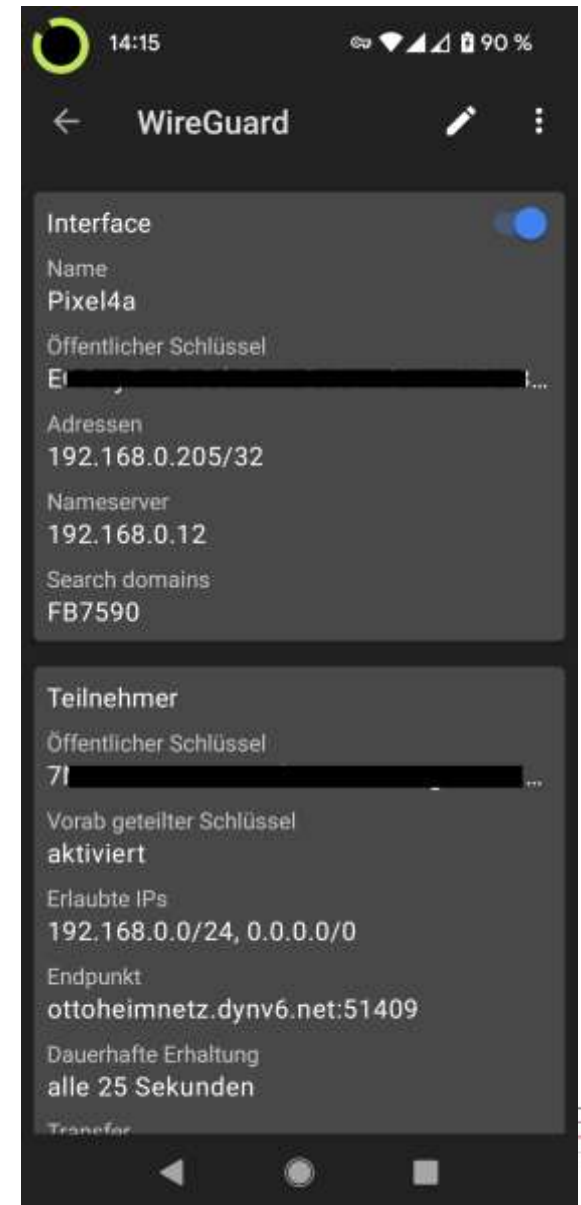 14:15
90 %
WireGuard
Interface
Name
Pixel4a
Öffentlicher Schlüssel
Adressen
192.168.0.205/32
Nameserver
192.168.0.12
Search domains
FB7590
Teilnehmer
Öffentlicher Schlüssel
Vorab geteilter Schlüssel
aktiviert
Erlaubte IPs
192.168.0.0/24, 0.0.0.0/0
Endpunkt
ottoheimnetz.dynv6.net:51409
Dauerhafte Erhaltung
alle 25 Sekunden
Transfer